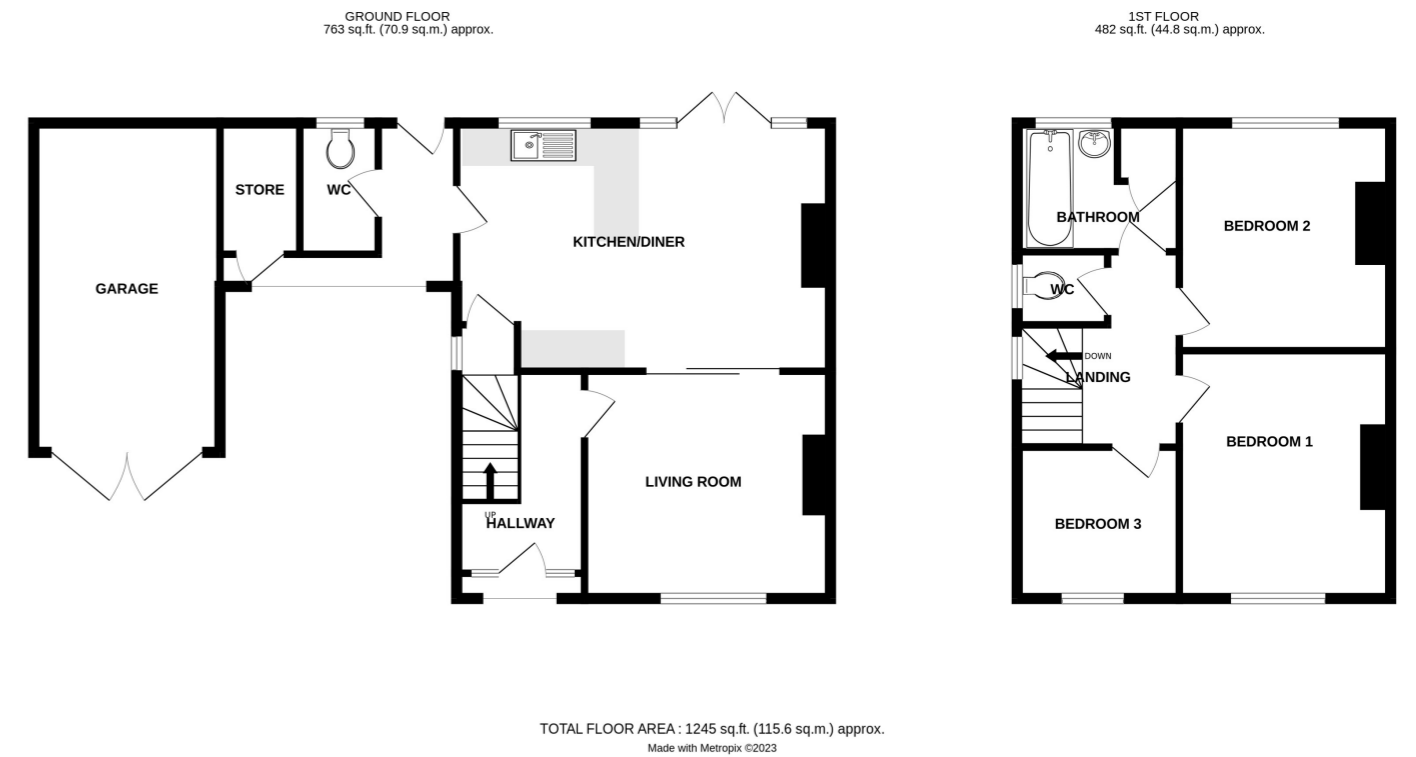 GROUND FLOOR
763 sq.ft. (70.9 sq.m.) approx.
1ST FLOOR
482 sq.ft. (44.8 sq.m.) approx.
STORE
WC
GARAGE
KITCHEN/DINER
LIVING ROOM
UP
HALLWAY
BATHROOM
BEDROOM 2
WC
DOWN
LANDING
BEDROOM 1
BEDROOM 3
TOTAL FLOOR AREA : 1245 sq.ft. (115.6 sq.m.) approx.
Made with Metropix ©2023